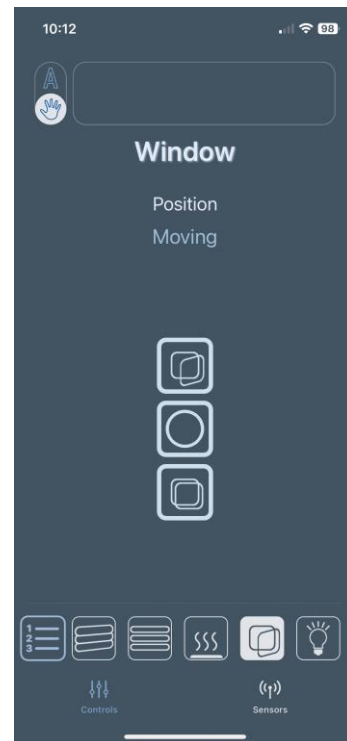 10:12
98
A
Window
Position
Moving
1
2
3
Controls
Sensors